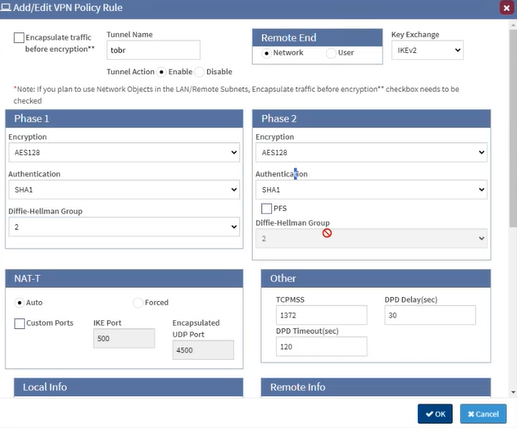 Add/Edit VPN Policy Rule
Encapsulate traffic
before encryption**
Tunnel Name
tobr
Tunnel Action Enable Disable
Remote End
Network User
Key Exchange
IKEv2
*Note: If you plan to use Network Objects in the LAN/Remote Subnets, Encapsulate traffic before encryption** checkbox needs to be
checked
Phase 1
Encryption
AES128
Authentication
SHA1
Diffie-Hellman Group
2
Phase 2
Encryption
AES128
Authentication
SHA1
PFS
Diffie-Hellman Group
2
NAT-T
Auto Forced
Custom Ports
IKE Port
500
Encapsulated
UDP Port
4500
Other
TCPMSS
1372
DPD Delay(sec)
30
DPD Timeout(sec)
120
Local Info
Remote Info
OK
Cancel